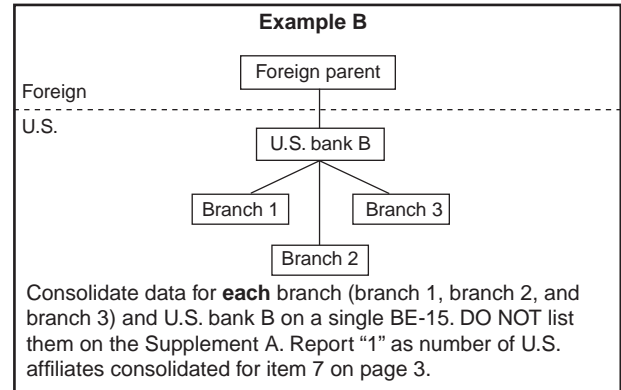 Example B
Foreign parent
Foreign
U.S.
U.S. bank B
Branch 1
Branch 3
Branch 2
Consolidate data for each branch (branch 1, branch 2, and
branch 3) and U.S. bank B on a single BE-15. DO NOT list
them on the Supplement A. Report “1” as number of U.S.
affiliates consolidated for item 7 on page 3.